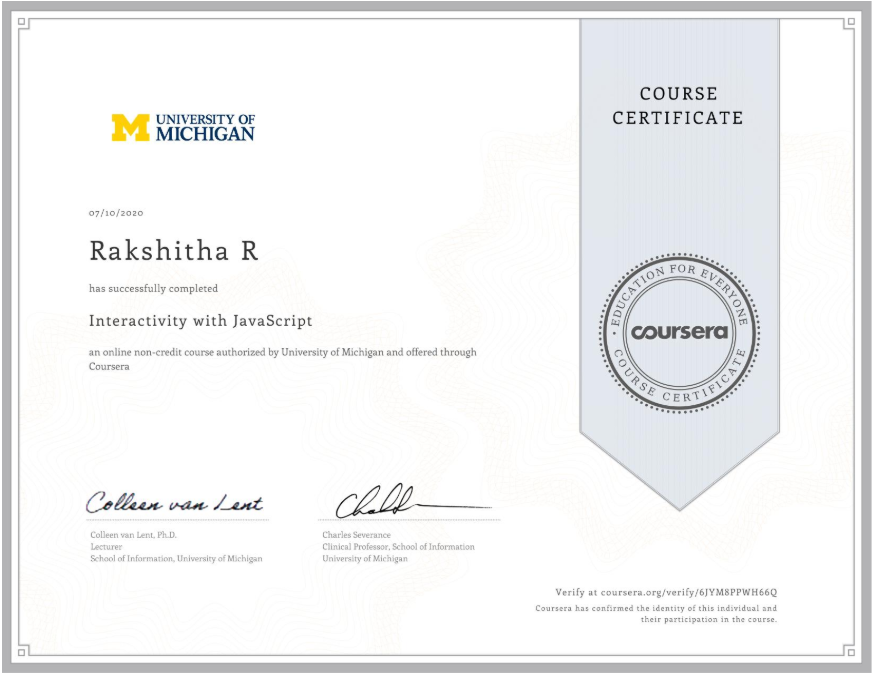 UNIVERSITY OF
MICHIGAN
COURSE
CERTIFICATE
07/10/2020
Rakshitha R
has successfully completed
Interactivity with JavaScript
an online non-credit course authorized by University of Michigan and offered through
Coursera
EDUCATION FOR EVERYONE
coursera
COURSE CERTIFICATE
Colleen van Lent
Colleen van Lent, Ph.D.
Lecturer
School of Information, University of Michigan
Charles Severance
Clinical Professor, School of Information
University of Michigan
Verify at coursera.org/verify/6JYM8PPWH66Q
Coursera has confirmed the identity of this individual and
their participation in the course.